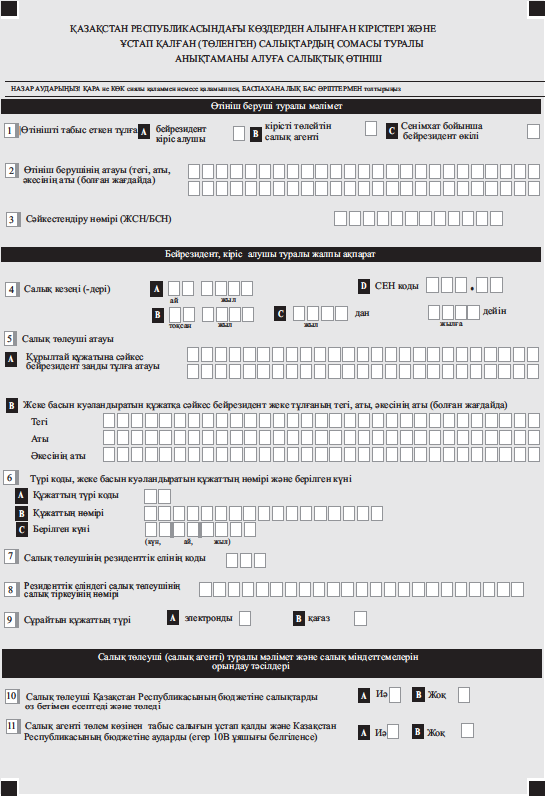 ҚАЗАҚСТАН РЕСПУБЛИКАСЫНДАҒЫ КӨЗДЕРДЕН АЛЫНҒАН КІРІСТЕРІ ЖӘНЕ
ҰСТАП ҚАЛҒАН (ТӨЛЕНГЕН) САЛЫҚТАРДЫҢ СОМАСЫ ТУРАЛЫ
АНЫҚТАМАНЫ АЛУҒА САЛЫҚТЫҚ ӨТІНІШ
НАЗАР АУДАРЫҢЫЗ! ҚАРА не КӨК сиялы қаламмен немесе қаламұшпен, БАСПАХАНАЛЫҚ БАС ӘРІПТЕРМЕН толтырыңыз
Өтініш беруші туралы мәлімет
1 Өтінішті табыс еткен тұлға A бейрезидент B кірісті төлейтін C Сенімхат бойынша
кіріс алушы салық агенті бейрезидент өкілі
2 Өтініш берушінің атауы (тегі, аты,
әкесінің аты (болған жағдайда)
3 Сәйкестендіру нөмірі (ЖСН/БСН)
Бейрезидент, кіріс алушы туралы жалпы ақпарат
4 Салық кезеңі (-дері) A D СЕН коды
ай жыл
B C дан дейін
тоқсан жыл жыл жылға
5 Салық төлеуші атауы
A Құрылтай құжатына сәйкес
бейрезидент заңды тұлға атауы
B Жеке басын куәландыратын құжатқа сәйкес бейрезидент жеке тұлғаның тегі, аты, әкесінің аты (болған жағдайда)
Тегі
Аты
Әкесінің аты
6 Түрі коды, жеке басын куәландыратын құжаттың нөмірі және берілген күні
A Құжаттың түрі коды
B Құжаттың нөмірі
C Берілген күні
(күн, ай, жыл)
7 Салық төлеушінің резиденттік елінің коды
8 Резиденттік еліндегі салық төлеушінің
салық тіркеуінің нөмірі
9 Сұрайтын құжаттың түрі A электронды B қағаз
Салық төлеуші (салық агенті) туралы мәлімет және салық міндеттемелерін
орындау тәсілдері
10 Салық төлеуші Қазақстан Республикасының бюджетіне салықтарды A Иә B Жоқ
өз бетімен есептеді және төледі
11 Салық агенті төлем көзінен табыс салығын ұстап қалды және Қазақстан A Иә B Жоқ
Республикасының бюджетіне аударды (егер 10В ұяшығы белгіленсе)